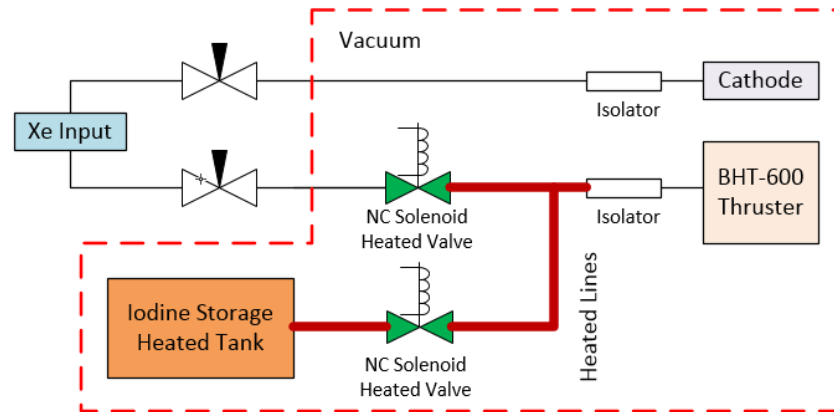 Vacuum
Xe Input
Isolator
Cathode
NC Solenoid
Heated Valve
Isolator
BHT-600
Thruster
Iodine Storage
Heated Tank
NC Solenoid
Heated Valve
Heated Lines